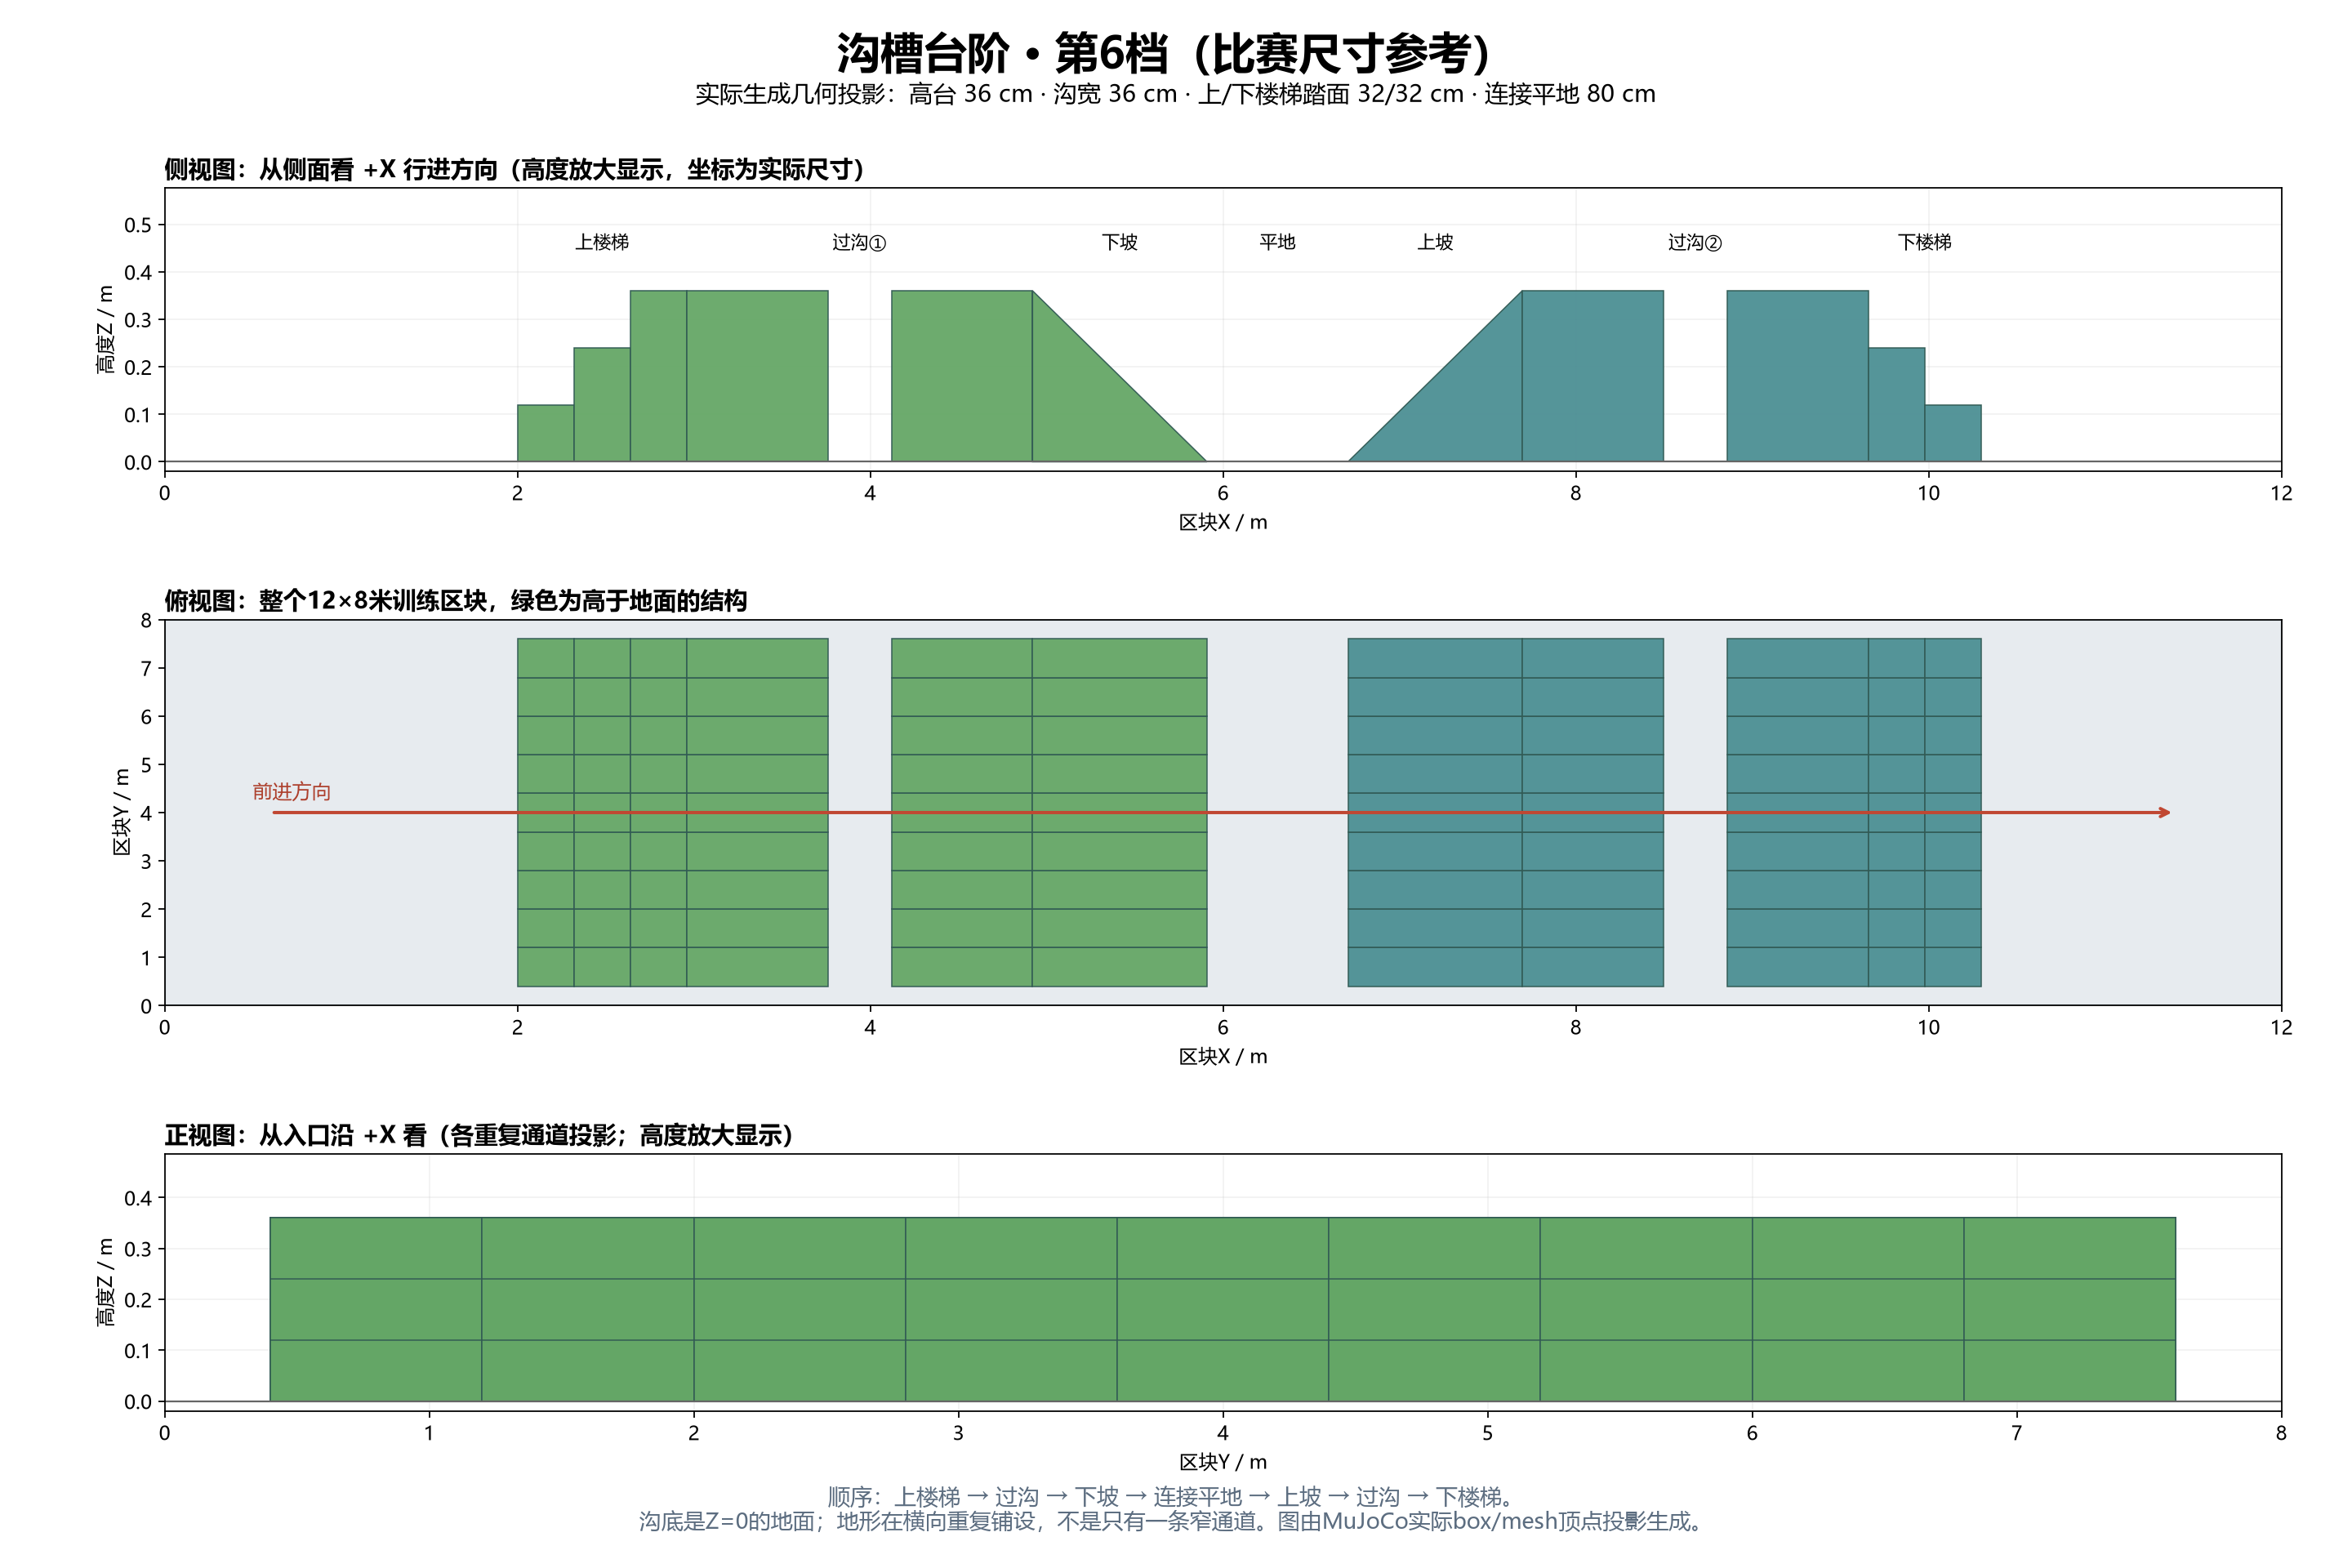 沟槽台阶 · 第6档（比赛尺寸参考）
实际生成几何投影：高台 36 cm · 沟宽 36 cm · 上/下楼梯踏面 32/32 cm · 连接平地 80 cm
侧视图：从侧面看 +X 行进方向（高度放大显示，坐标为实际尺寸）
高度Z / m
0.5
0.4
0.3
0.2
0.1
0.0
上楼梯 过沟① 下坡 平地 上坡 过沟② 下楼梯
0 2 4 6 8 10 12
区块X / m
俯视图：整个12×8米训练区块，绿色为高于地面的结构
区块Y / m
8
7
6
5
4
3
2
1
0
前进方向
0 2 4 6 8 10 12
区块X / m
正视图：从入口沿 +X 看（各重复通道投影；高度放大显示）
高度Z / m
0.4
0.3
0.2
0.1
0.0
0 1 2 3 4 5 6 7 8
区块Y / m
顺序：上楼梯 → 过沟 → 下坡 → 连接平地 → 上坡 → 过沟 → 下楼梯。
沟底是Z=0的地面；地形在横向重复铺设，不是只有一条窄通道。图由MuJoCo实际box/mesh顶点投影生成。